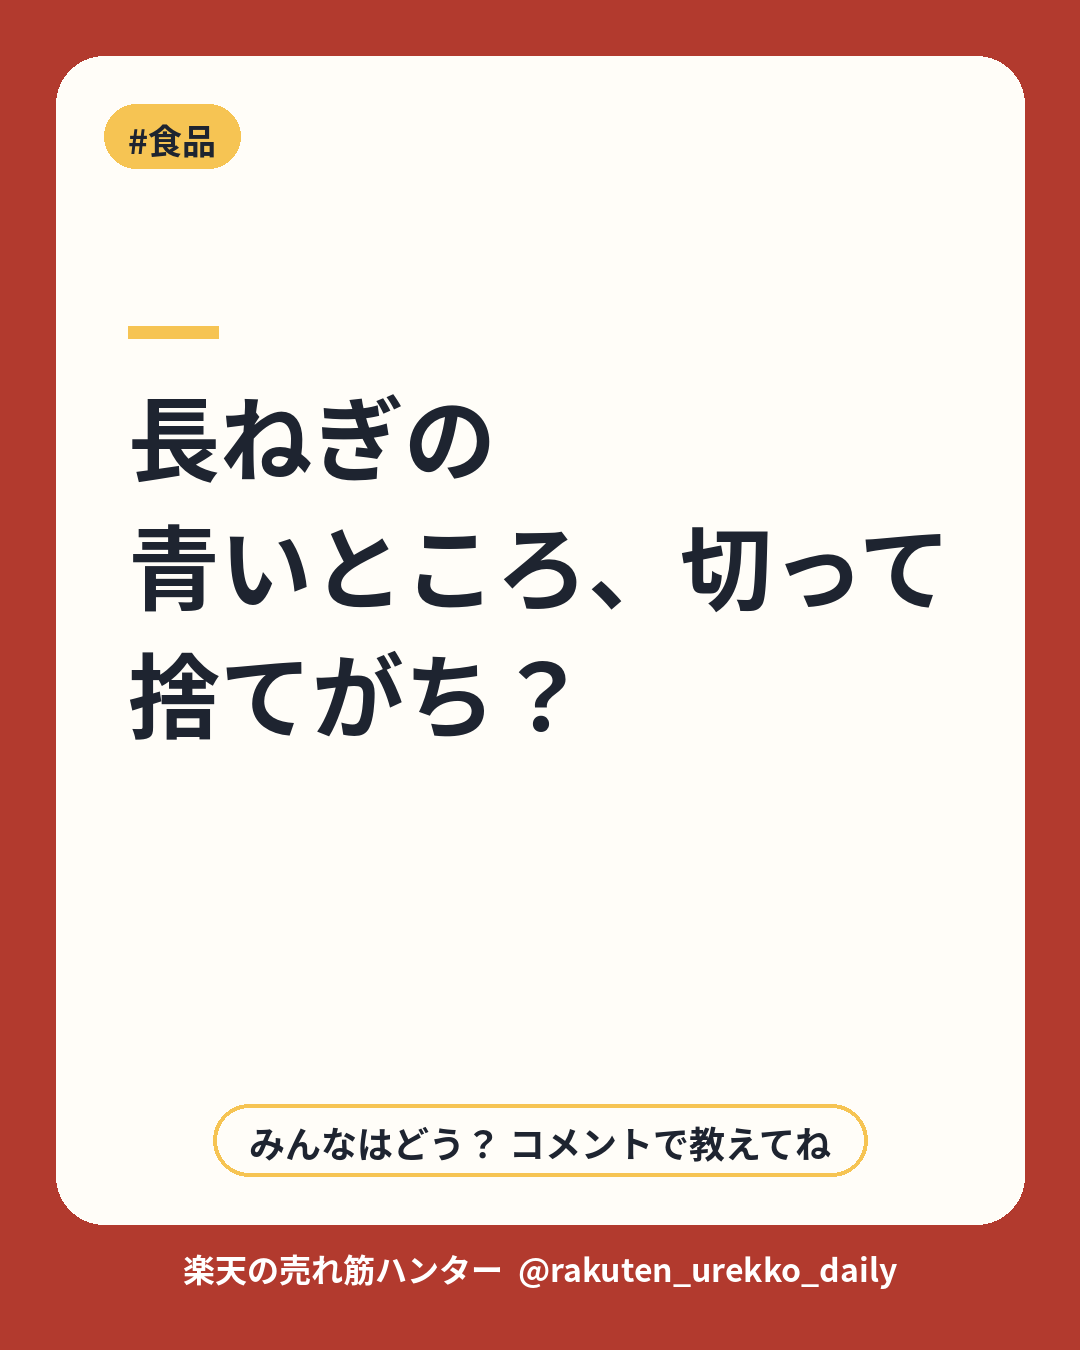 #食品
長ねぎの
青いところ、切って
捨てがち？
みんなはどう？ コメントで教えてね
楽天の売れ筋ハンター @rakuten_urekko_daily